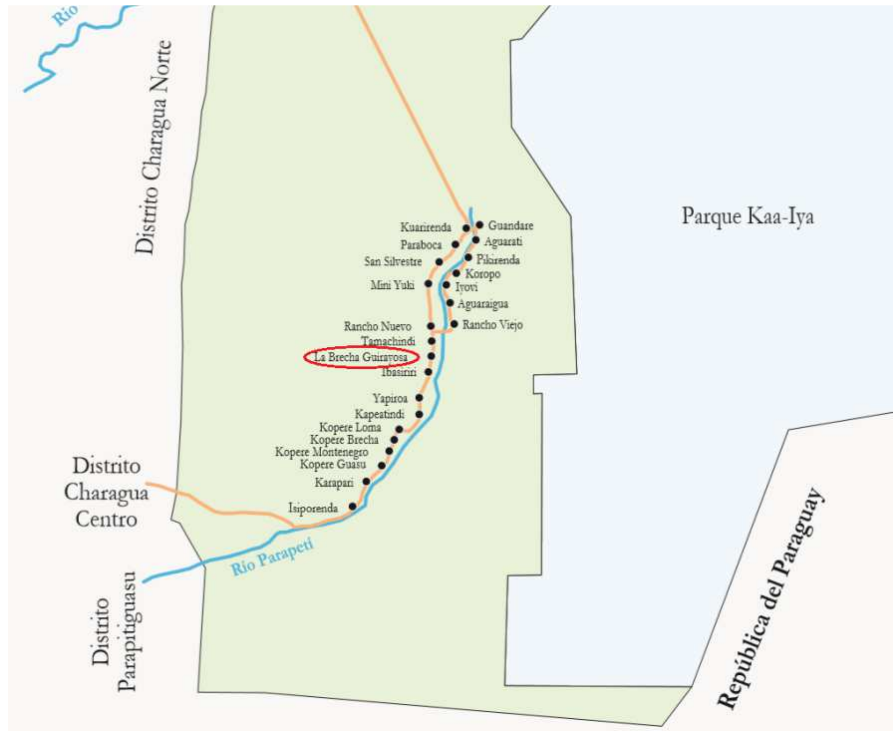 Río
Distrito Charagua Norte
Parque Kaa-Iya
Kuarirenda
Guandare
Paraboca
Aguarati
San Silvestre
Pikirenda
Koropo
Mini Yuki
Iyovi
Aguaraigua
Rancho Nuevo
Rancho Viejo
Tamachindi
La Brecha Guirayosa
Ibasiriri
Yapiroa
Kapeatindi
Kopere Loma
Kopere Brecha
Kopere Montenegro
Kopere Guasu
Karapari
Isiporenda
Distrito
Charagua
Centro
Río Parapetí
Distrito
Parapitiguasu
República del Paraguay